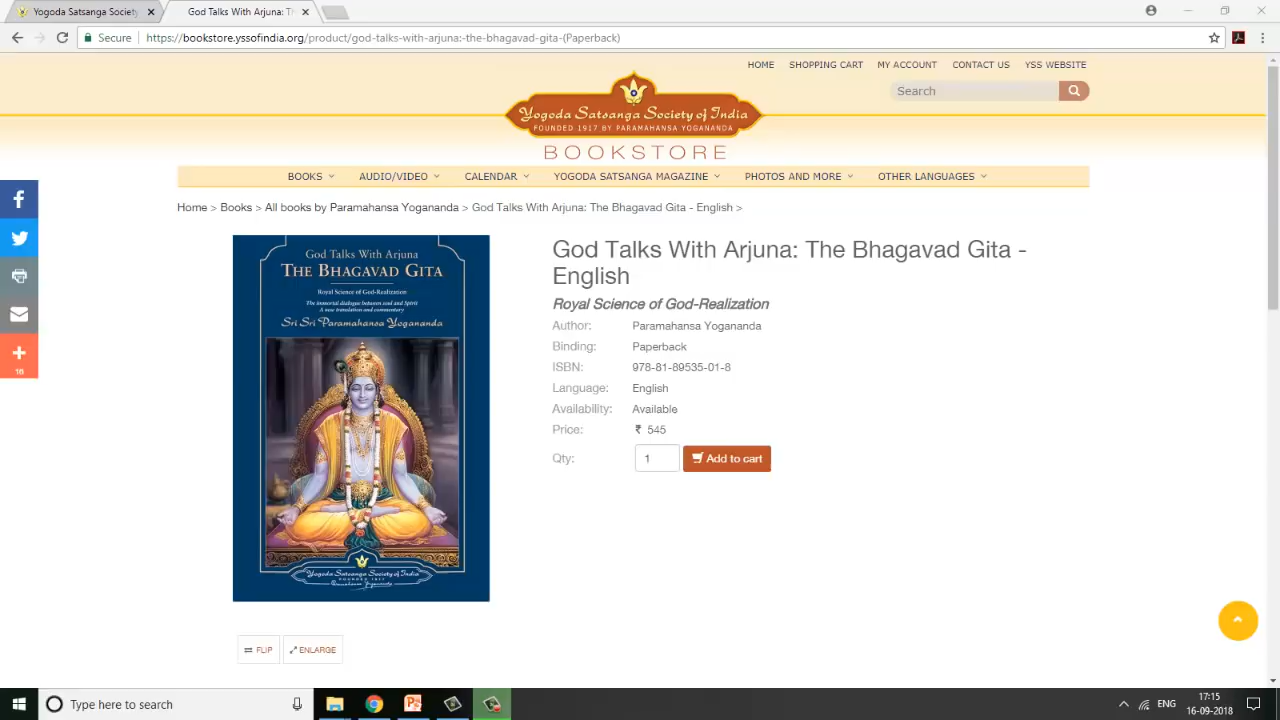 Yogoda Satsanga Society
God Talks With Arjuna: T
Secure
https://bookstore.yssofindia.org/product/god-talks-with-arjuna:-the-bhagavad-gita-(Paperback)
HOME SHOPPING CART MY ACCOUNT CONTACT US YSS WEBSITE
Search
Yogoda Satsanga Society of India
FOUNDED 1917 BY PARAMAHANSA YOGANANDA
BOOKSTORE
BOOKS AUDIO/VIDEO CALENDAR YOGODA SATSANGA MAGAZINE PHOTOS AND MORE OTHER LANGUAGES
Home > Books > All books by Paramahansa Yogananda > God Talks With Arjuna: The Bhagavad Gita - English >
God Talks With Arjuna
THE BHAGAVAD GITA
Royal Science of God-Realization
The immortal dialogue between soul and Spirit
A new translation and commentary
Sri Sri Paramahansa Yogananda
Yogoda Satsanga Society of India
FOUNDED 1917
Paramahansa Yogananda
FLIP ENLARGE
God Talks With Arjuna: The Bhagavad Gita -
English
Royal Science of God-Realization
Author: Paramahansa Yogananda
Binding: Paperback
ISBN: 978-81-89535-01-8
Language: English
Availability: Available
Price: ₹ 545
Qty: 1 Add to cart
Type here to search
ENG
17:15
16-09-2018